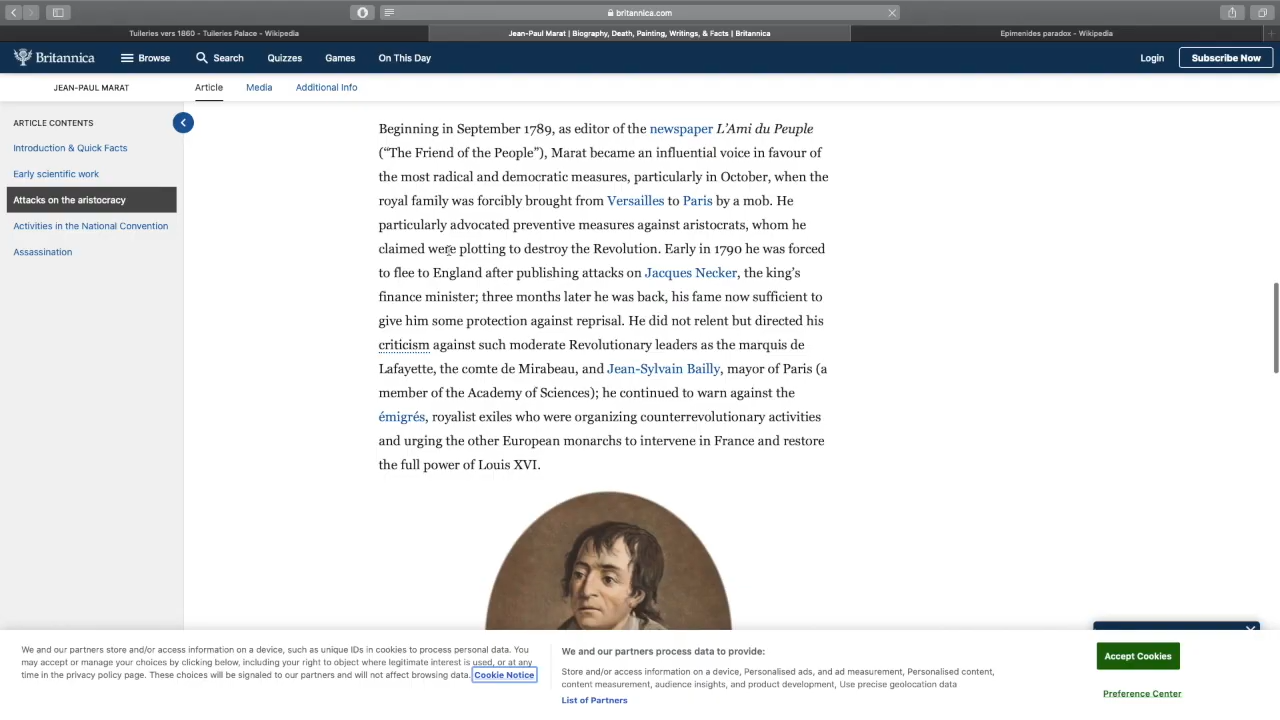 britannica.com
Tuileries vers 1860 - Tuileries Palace - Wikipedia
Jean-Paul Marat | Biography, Death, Painting, Writings, & Facts | Britannica
Epimenides paradox - Wikipedia
Britannica
Browse
Search
Quizzes
Games
On This Day
Login
Subscribe Now
JEAN-PAUL MARAT
Article
Media
Additional Info
ARTICLE CONTENTS
Introduction & Quick Facts
Early scientific work
Attacks on the aristocracy
Activities in the National Convention
Assassination
Beginning in September 1789, as editor of the newspaper L’Ami du Peuple
(“The Friend of the People”), Marat became an influential voice in favour of
the most radical and democratic measures, particularly in October, when the
royal family was forcibly brought from Versailles to Paris by a mob. He
particularly advocated preventive measures against aristocrats, whom he
claimed were plotting to destroy the Revolution. Early in 1790 he was forced
to flee to England after publishing attacks on Jacques Necker, the king’s
finance minister; three months later he was back, his fame now sufficient to
give him some protection against reprisal. He did not relent but directed his
criticism against such moderate Revolutionary leaders as the marquis de
Lafayette, the comte de Mirabeau, and Jean-Sylvain Bailly, mayor of Paris (a
member of the Academy of Sciences); he continued to warn against the
émigrés, royalist exiles who were organizing counterrevolutionary activities
and urging the other European monarchs to intervene in France and restore
the full power of Louis XVI.
We and our partners store and/or access information on a device, such as unique IDs in cookies to process personal data. You
may accept or manage your choices by clicking below, including your right to object where legitimate interest is used, or at any
time in the privacy policy page. These choices will be signaled to our partners and will not affect browsing data. Cookie Notice
We and our partners process data to provide:
Store and/or access information on a device, Personalised ads, and ad measurement, Personalised content,
content measurement, audience insights, and product development, Use precise geolocation data
List of Partners
Accept Cookies
Preference Center